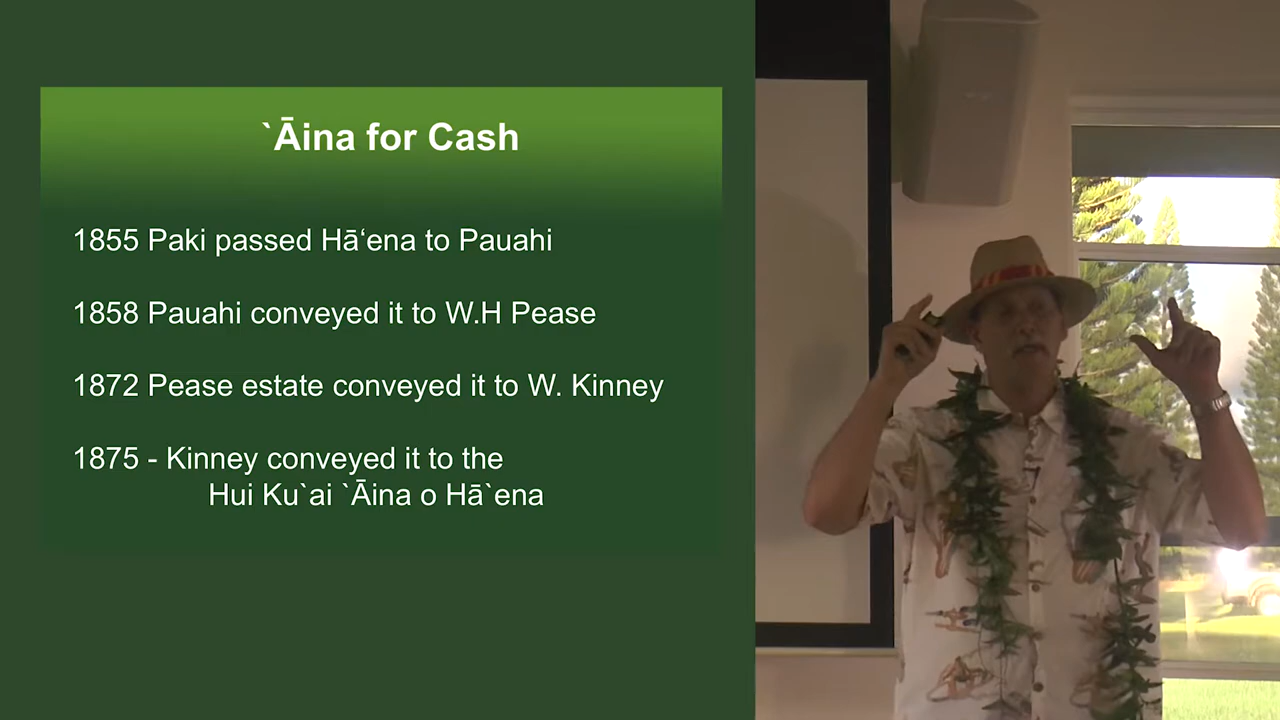 `Āina for Cash
1855 Paki passed Hā‘ena to Pauahi
1858 Pauahi conveyed it to W.H Pease
1872 Pease estate conveyed it to W. Kinney
1875 - Kinney conveyed it to the
Hui Ku`ai `Āina o Hā`ena